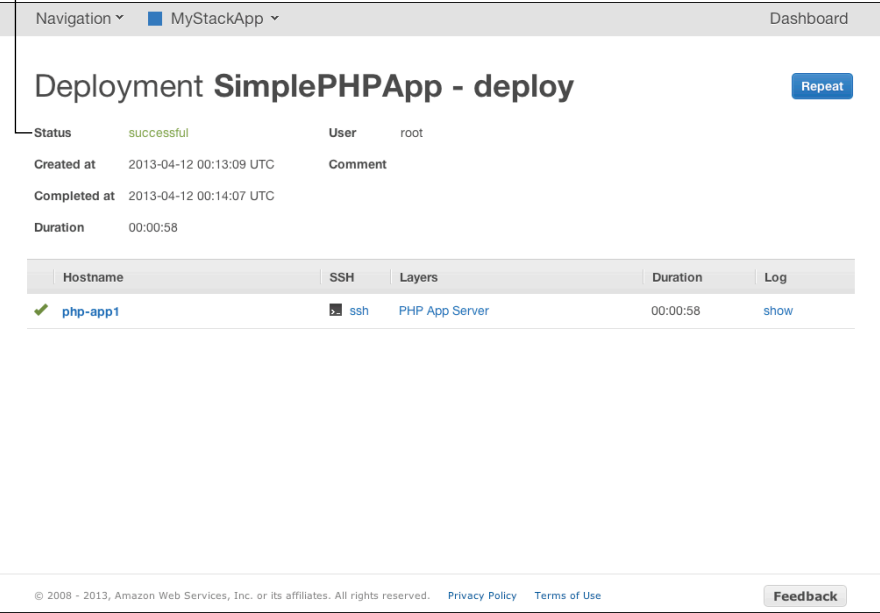 Navigation MyStackApp Dashboard
Deployment SimplePHPApp - deploy Repeat
Status successful User root
Created at 2013-04-12 00:13:09 UTC Comment
Completed at 2013-04-12 00:14:07 UTC
Duration 00:00:58
Hostname SSH Layers Duration Log
php-app1 ssh PHP App Server 00:00:58 show
© 2008 - 2013, Amazon Web Services, Inc. or its affiliates. All rights reserved. Privacy Policy Terms of Use Feedback